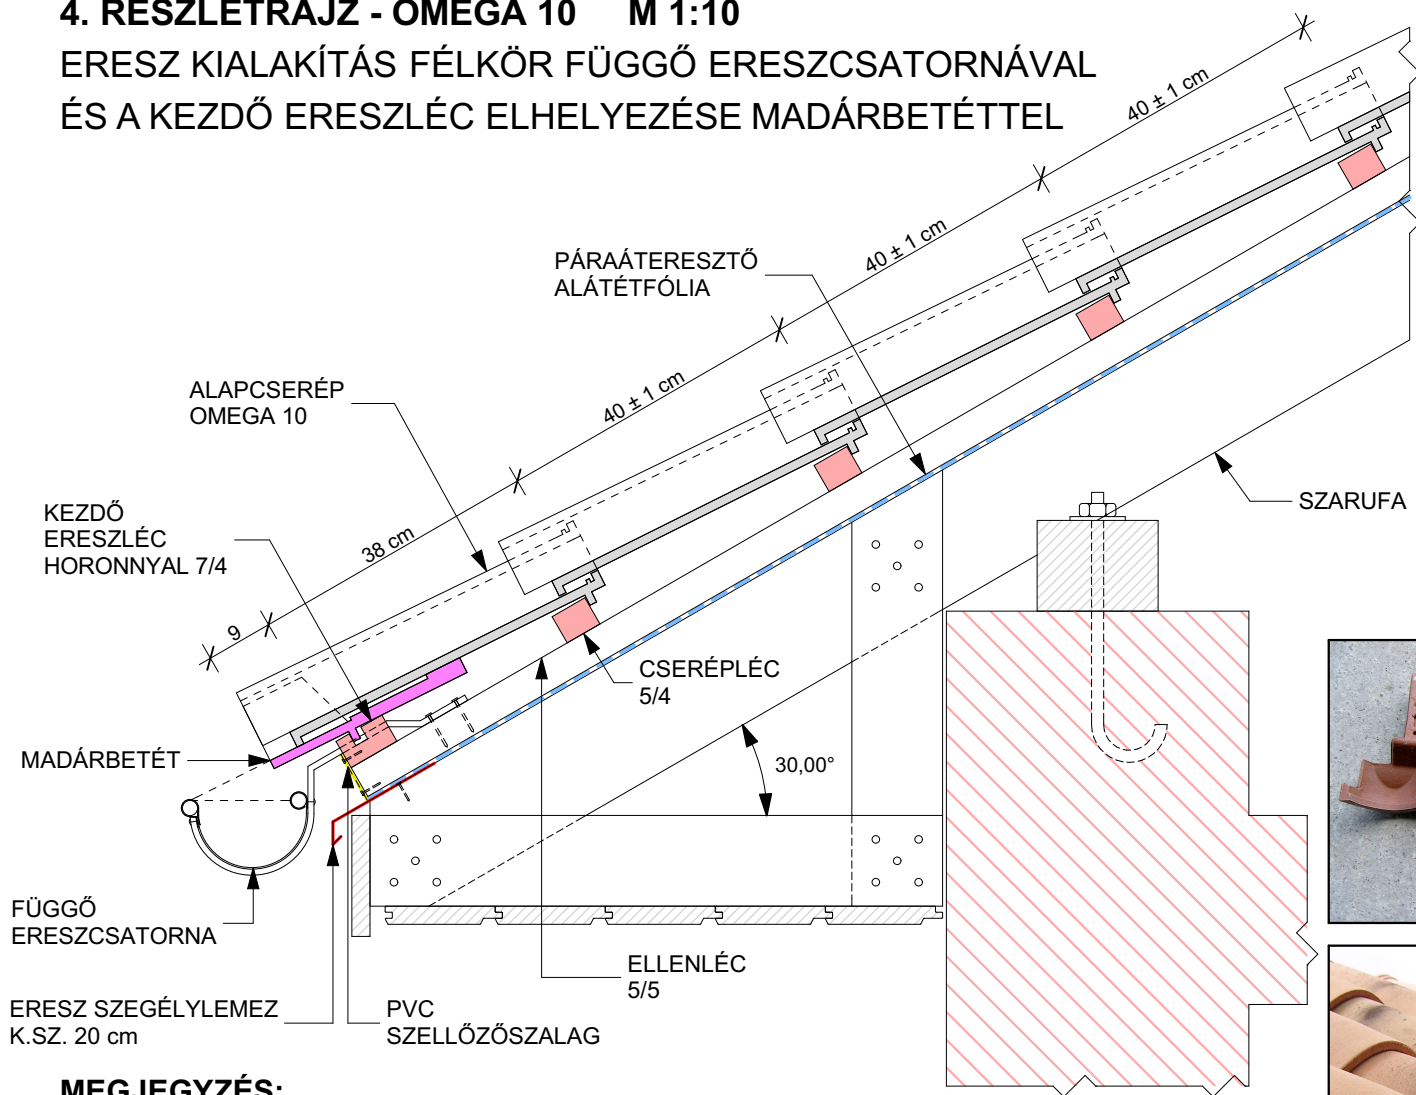 4. RÉSZLETRAJZ - OMEGA 10 M 1:10
ERESZ KIALAKÍTÁS FÉLKÖR FÜGGŐ ERESZCSATORNÁVAL
ÉS A KEZDŐ ERESZLÉC ELHELYEZÉSE MADÁRBETÉTTEL
40 ± 1 cm
40 ± 1 cm
40 ± 1 cm
38 cm
9
PÁRAÁTERESZTŐ
ALÁTÉTFÓLIA
ALAPCSERÉP
OMEGA 10
KEZDŐ
ERESZLÉC
HORONNYAL 7/4
SZARUFA
CSERÉPLÉC
5/4
MADÁRBETÉT
30,00°
FÜGGŐ
ERESZCSATORNA
ELLENLÉC
5/5
ERESZ SZEGÉLYLEMEZ
K.SZ. 20 cm
PVC
SZELLŐZŐSZALAG
MEGJEGYZÉS: